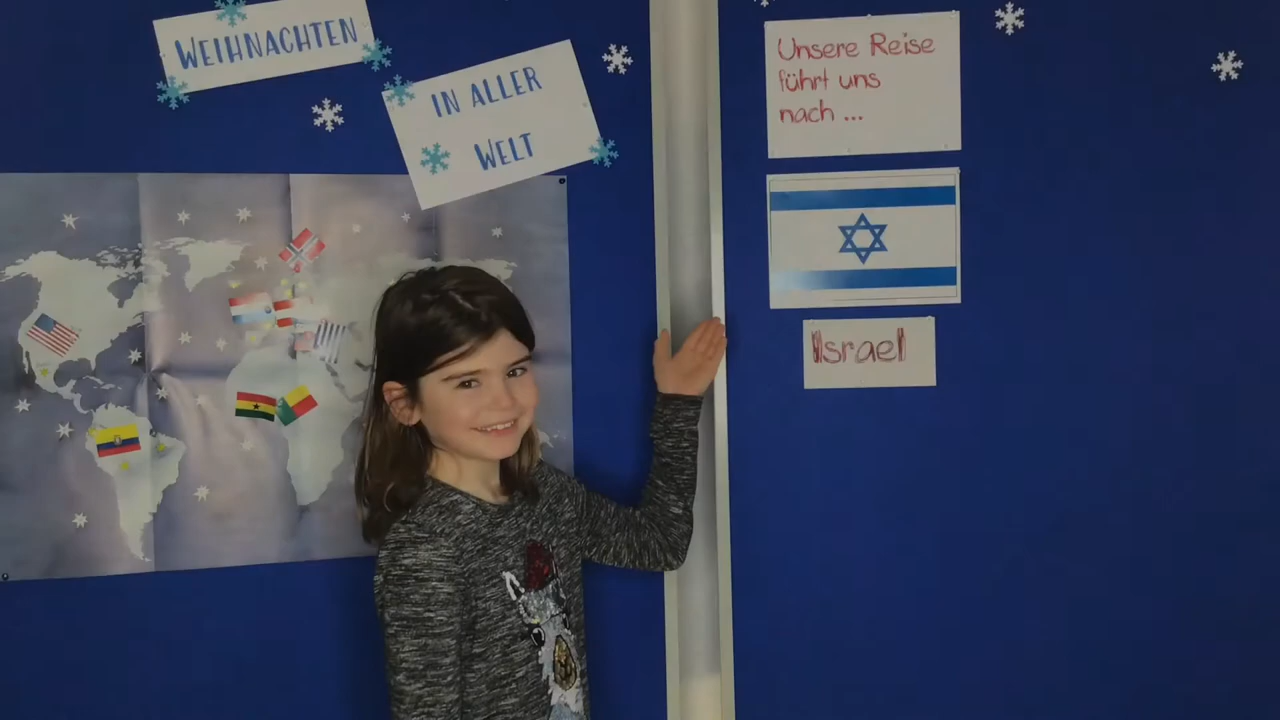 WEIHNACHTEN
IN ALLER
WELT
Unsere Reise
führt uns
nach ...
Israel